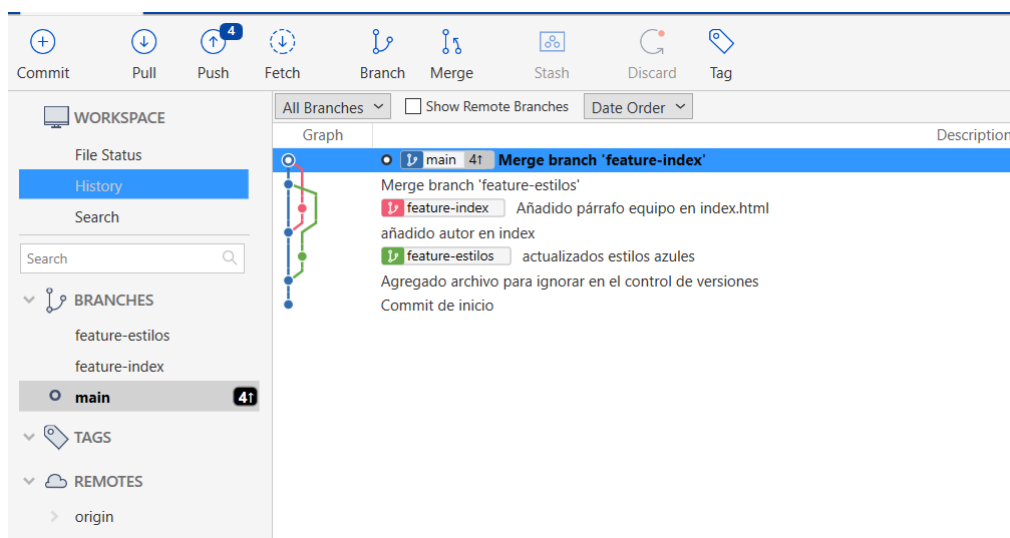 4
Commit Pull Push Fetch Branch Merge Stash Discard Tag
WORKSPACE
File Status
History
Search
Search
BRANCHES
feature-estilos
feature-index
main 4↑
TAGS
REMOTES
origin
All Branches Show Remote Branches Date Order
Graph Description
main 4↑ Merge branch 'feature-index'
Merge branch 'feature-estilos'
feature-index Añadido párrafo equipo en index.html
añadido autor en index
feature-estilos actualizados estilos azules
Agregado archivo para ignorar en el control de versiones
Commit de inicio